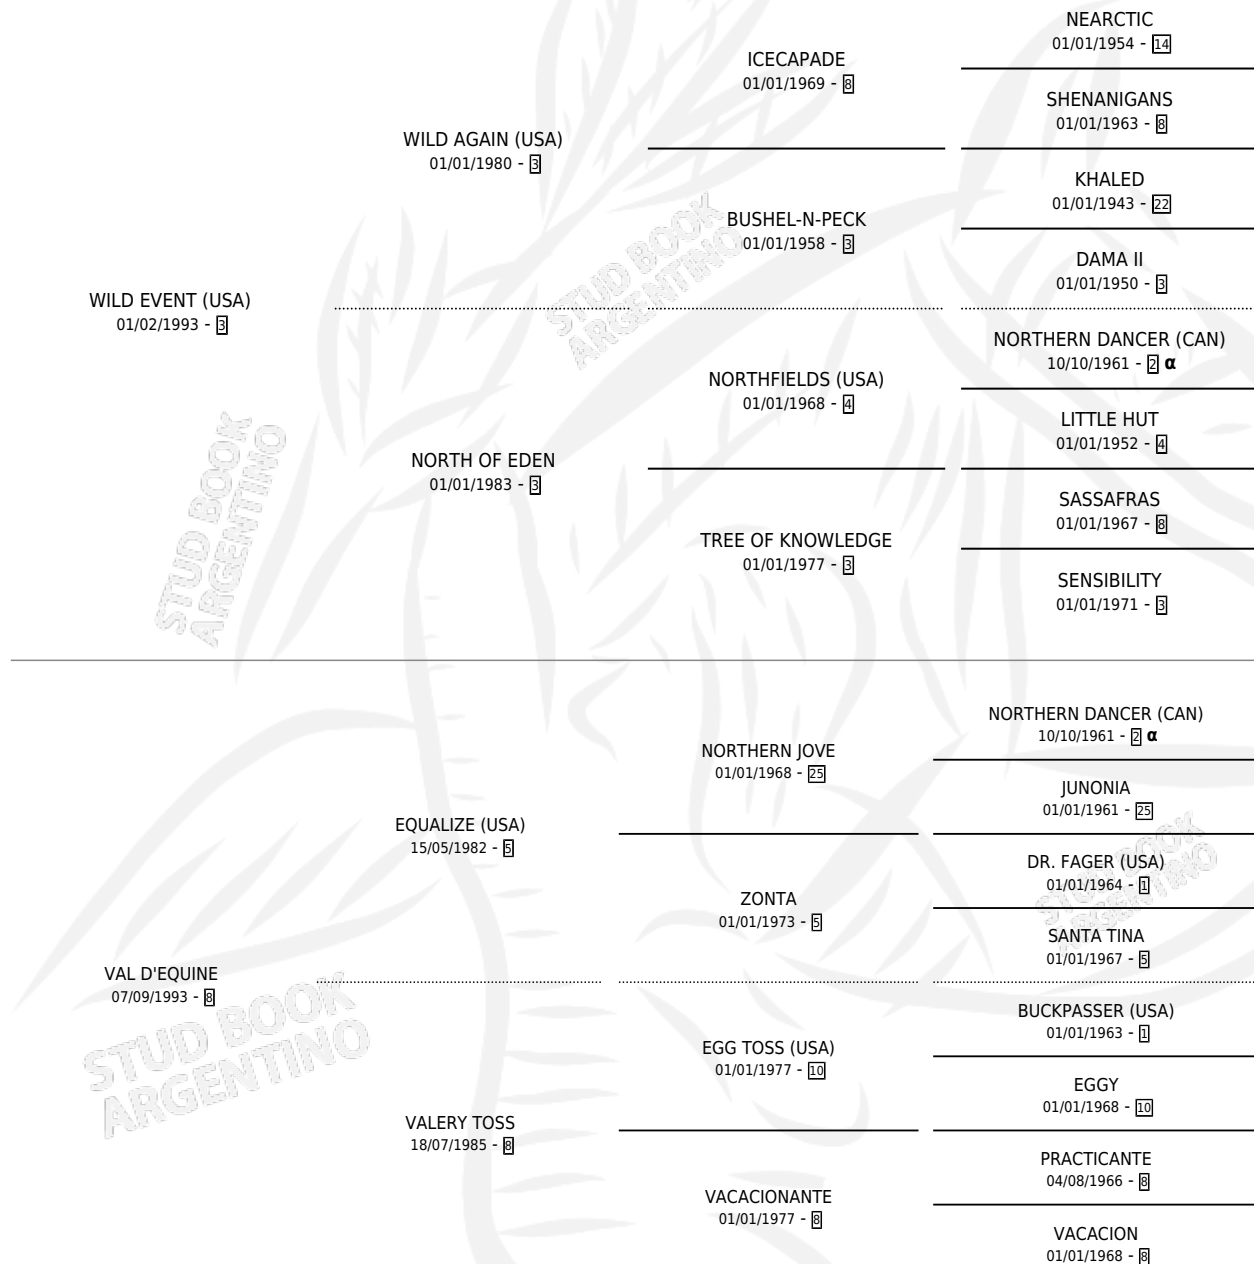 NEARCTIC
01/01/1954 - 14
ICECAPADE
01/01/1969 - 8
SHENANIGANS
01/01/1963 - 8
WILD AGAIN (USA)
01/01/1980 - 3
KHALED
01/01/1943 - 22
BUSHEL-N-PECK
01/01/1958 - 3
DAMA II
01/01/1950 - 3
WILD EVENT (USA)
01/02/1993 - 3
NORTHERN DANCER (CAN)
10/10/1961 - 2 α
NORTHFIELDS (USA)
01/01/1968 - 4
LITTLE HUT
01/01/1952 - 4
NORTH OF EDEN
01/01/1983 - 3
SASSAFRAS
01/01/1967 - 8
TREE OF KNOWLEDGE
01/01/1977 - 3
SENSIBILITY
01/01/1971 - 3
NORTHERN DANCER (CAN)
10/10/1961 - 2 α
NORTHERN JOVE
01/01/1968 - 25
JUNONIA
01/01/1961 - 25
EQUALIZE (USA)
15/05/1982 - 5
DR. FAGER (USA)
01/01/1964 - 1
ZONTA
01/01/1973 - 5
SANTA TINA
01/01/1967 - 5
VAL D'EQUINE
07/09/1993 - 8
BUCKPASSER (USA)
01/01/1963 - 1
EGG TOSS (USA)
01/01/1977 - 10
EGGY
01/01/1968 - 10
VALERY TOSS
18/07/1985 - 8
PRACTICANTE
04/08/1966 - 8
VACACIONANTE
01/01/1977 - 8
VACACION
01/01/1968 - 8
STUD BOOK
ARGENTINO
STUD BOOK
ARGENTINO
STUD BOOK
ARGENTINO
STUD BOOK
ARGENTINO